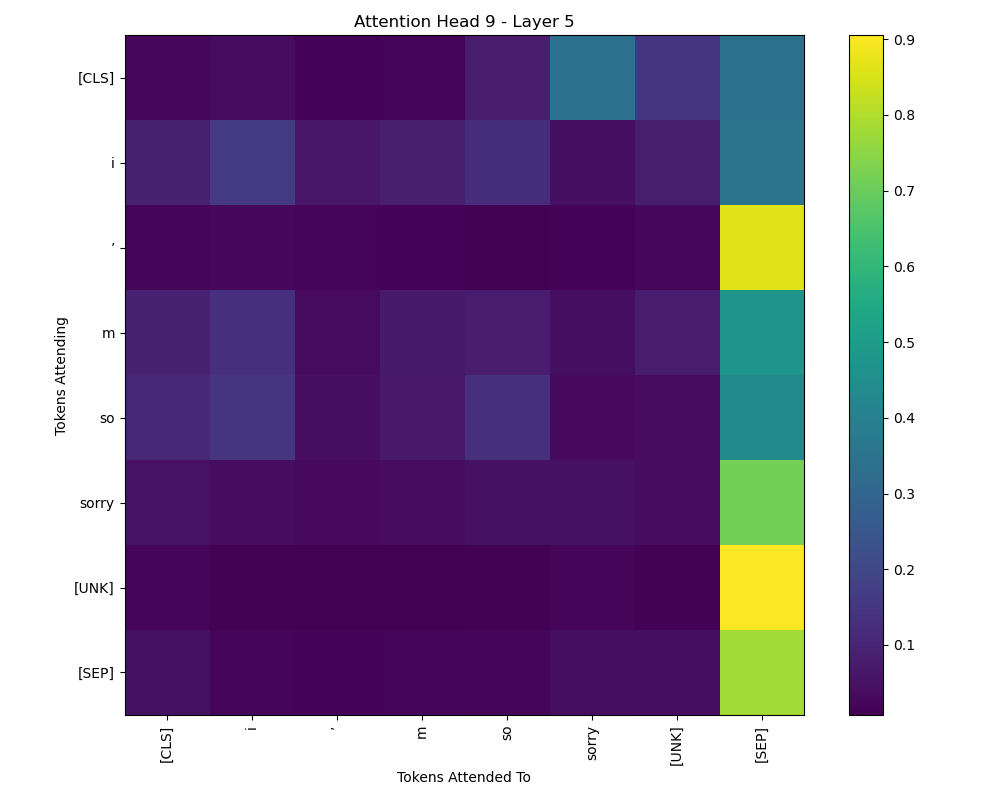 Attention Head 9 - Layer 5
[CLS]
i
’
m
so
sorry
[UNK]
[SEP]
Tokens Attending
[CLS]
i
’
m
so
sorry
[UNK]
[SEP]
Tokens Attended To
0.9
0.8
0.7
0.6
0.5
0.4
0.3
0.2
0.1